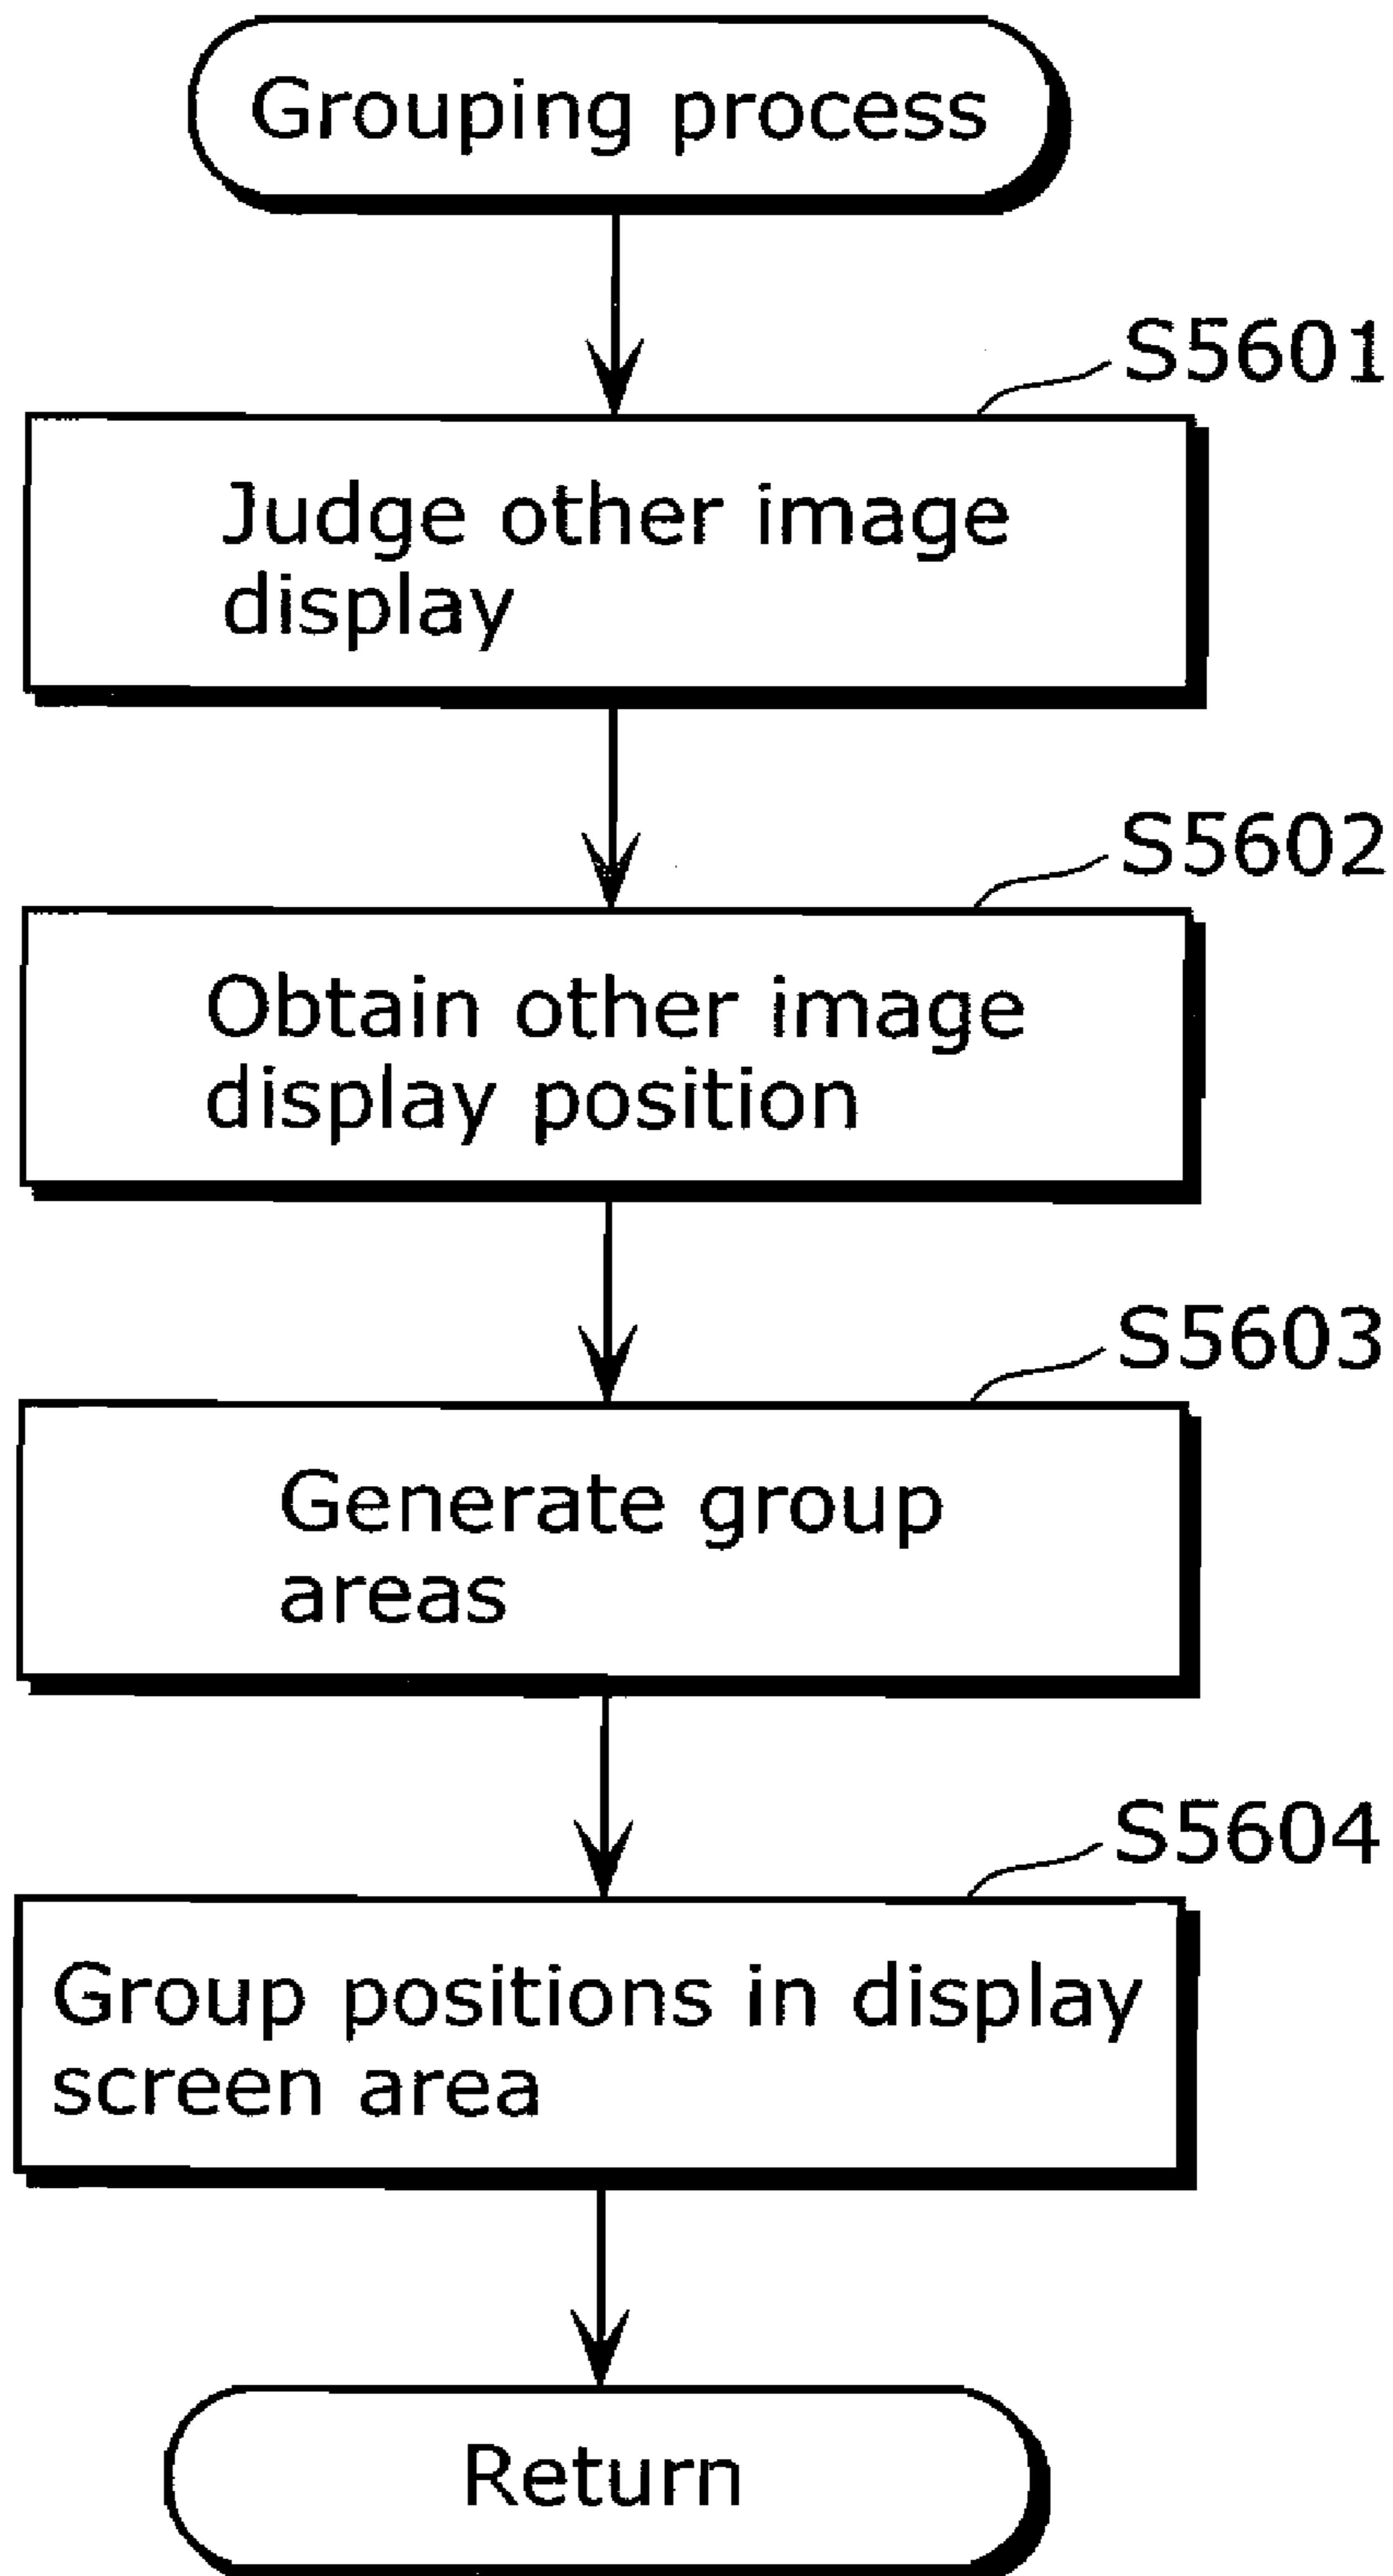 Grouping process
S5601
Judge other image
display
S5602
Obtain other image
display position
S5603
Generate group
areas
S5604
Group positions in display
screen area
Return